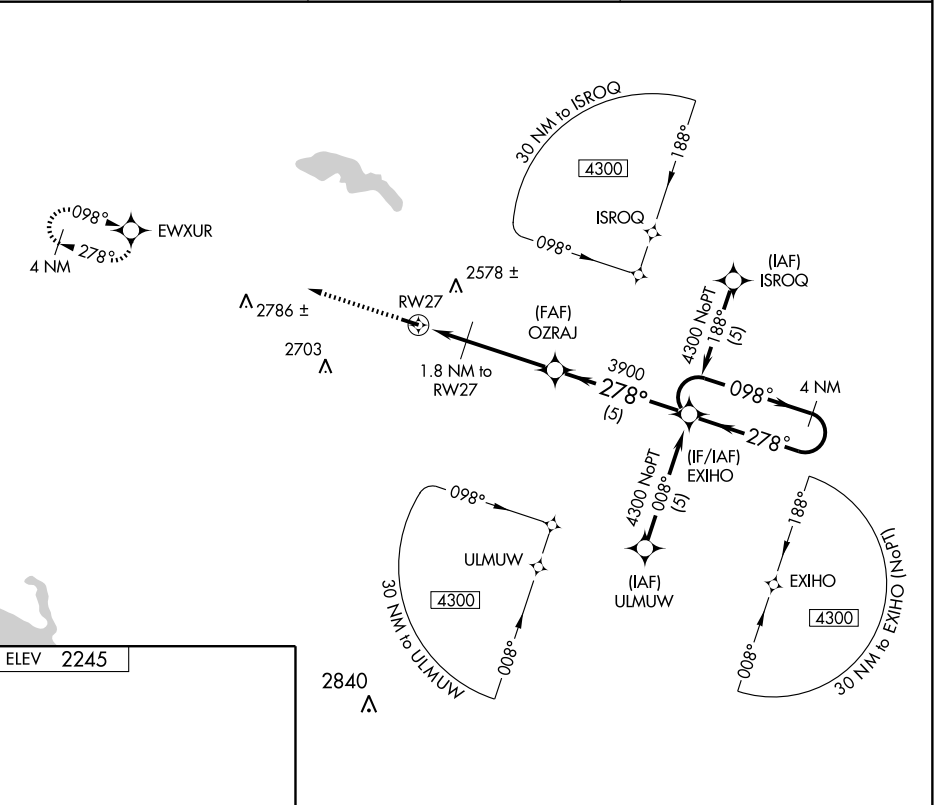 30 NM to ISROQ
188°
4300
ISROQ
098°
098°
EWXUR
278°
4 NM
(IAF)
ISROQ
2578 ±
2786 ±
RW27
(FAF)
OZRAJ
4300 NoPT
188°
(5)
2703
1.8 NM to
RW27
3900
278°
(5)
098°
4 NM
278°
(IF/IAF)
EXIHO
4300 NoPT
008°
(5)
098°
188°
ULMUW
4300
30 NM to ULMUW
008°
(IAF)
ULMUW
EXIHO
4300
008°
30 NM to EXIHO (NoPT)
ELEV 2245
2840